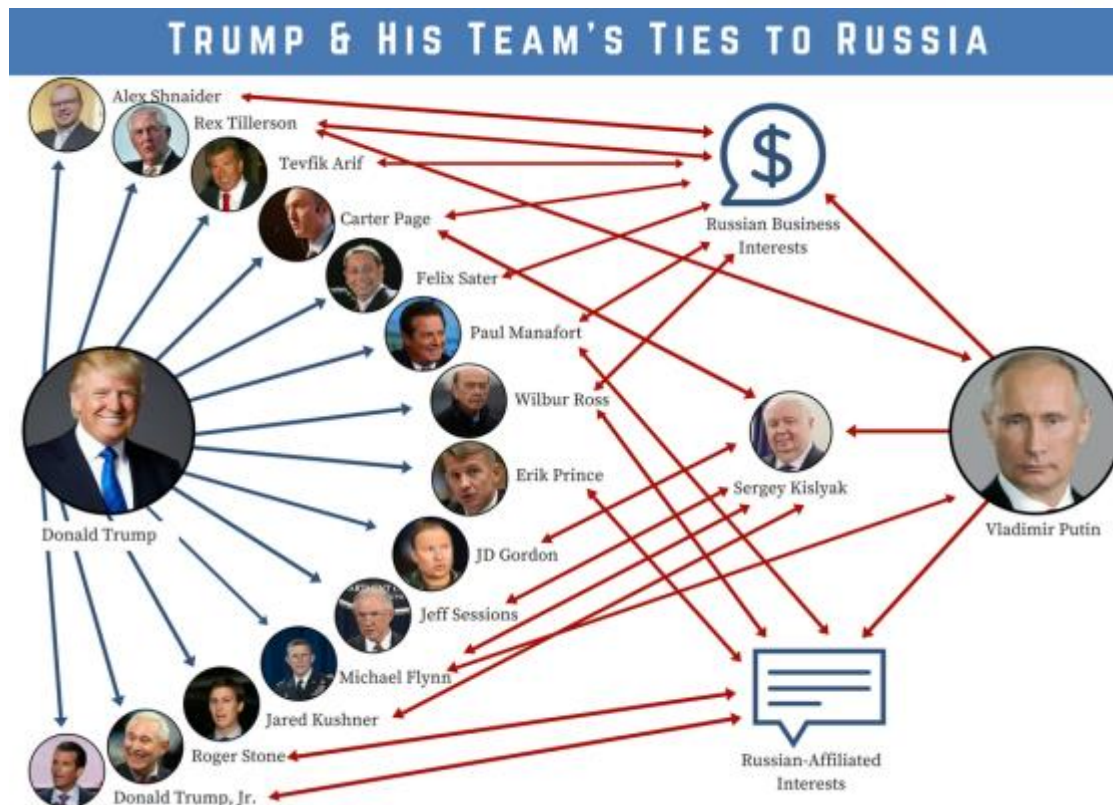 TRUMP & HIS TEAM'S TIES TO RUSSIA
Alex Shnaider
Rex Tillerson
Tevfik Arif
Carter Page
Felix Sater
Paul Manafort
Wilbur Ross
Erik Prince
JD Gordon
Jeff Sessions
Michael Flynn
Jared Kushner
Roger Stone
Donald Trump, Jr.
Donald Trump
$
Russian Business
Interests
Sergey Kislyak
Vladimir Putin
Russian-Affiliated
Interests